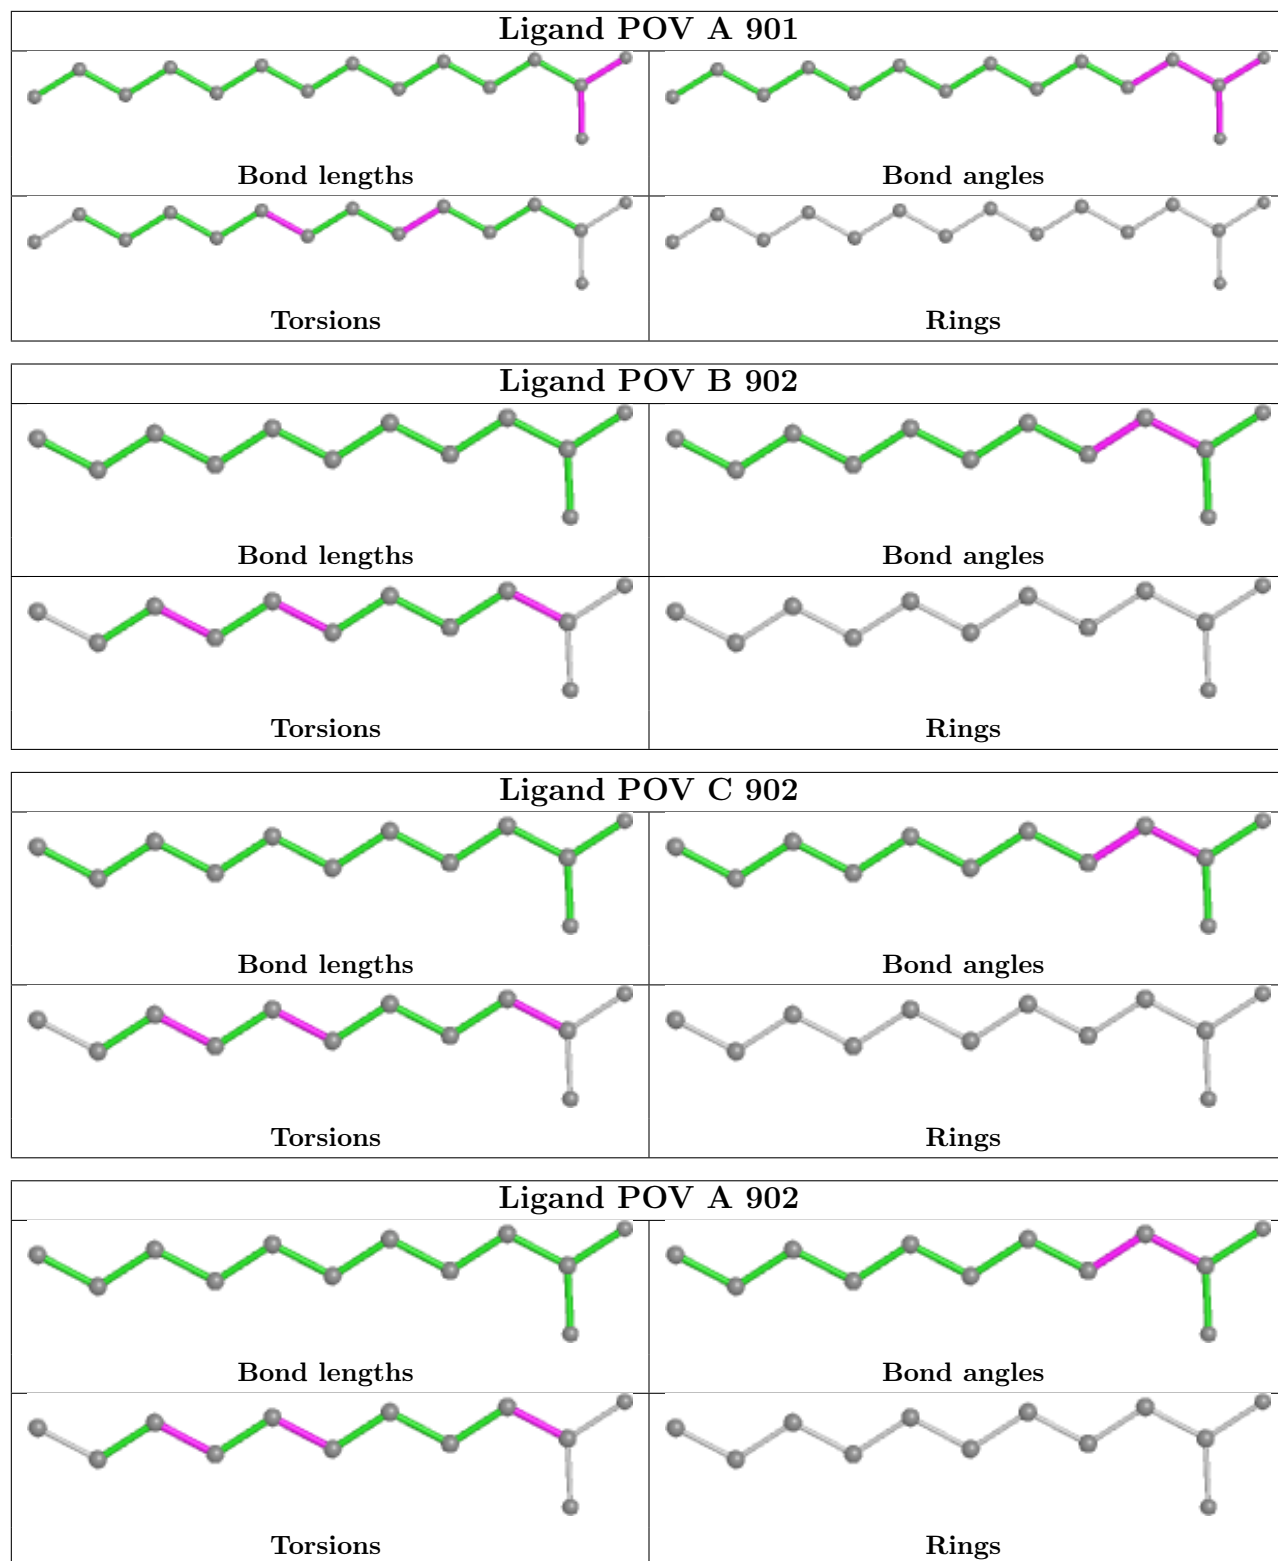 Ligand POV A 901
Bond lengths
Bond angles
Torsions
Rings
Ligand POV B 902
Bond lengths
Bond angles
Torsions
Rings
Ligand POV C 902
Bond lengths
Bond angles
Torsions
Rings
Ligand POV A 902
Bond lengths
Bond angles
Torsions
Rings